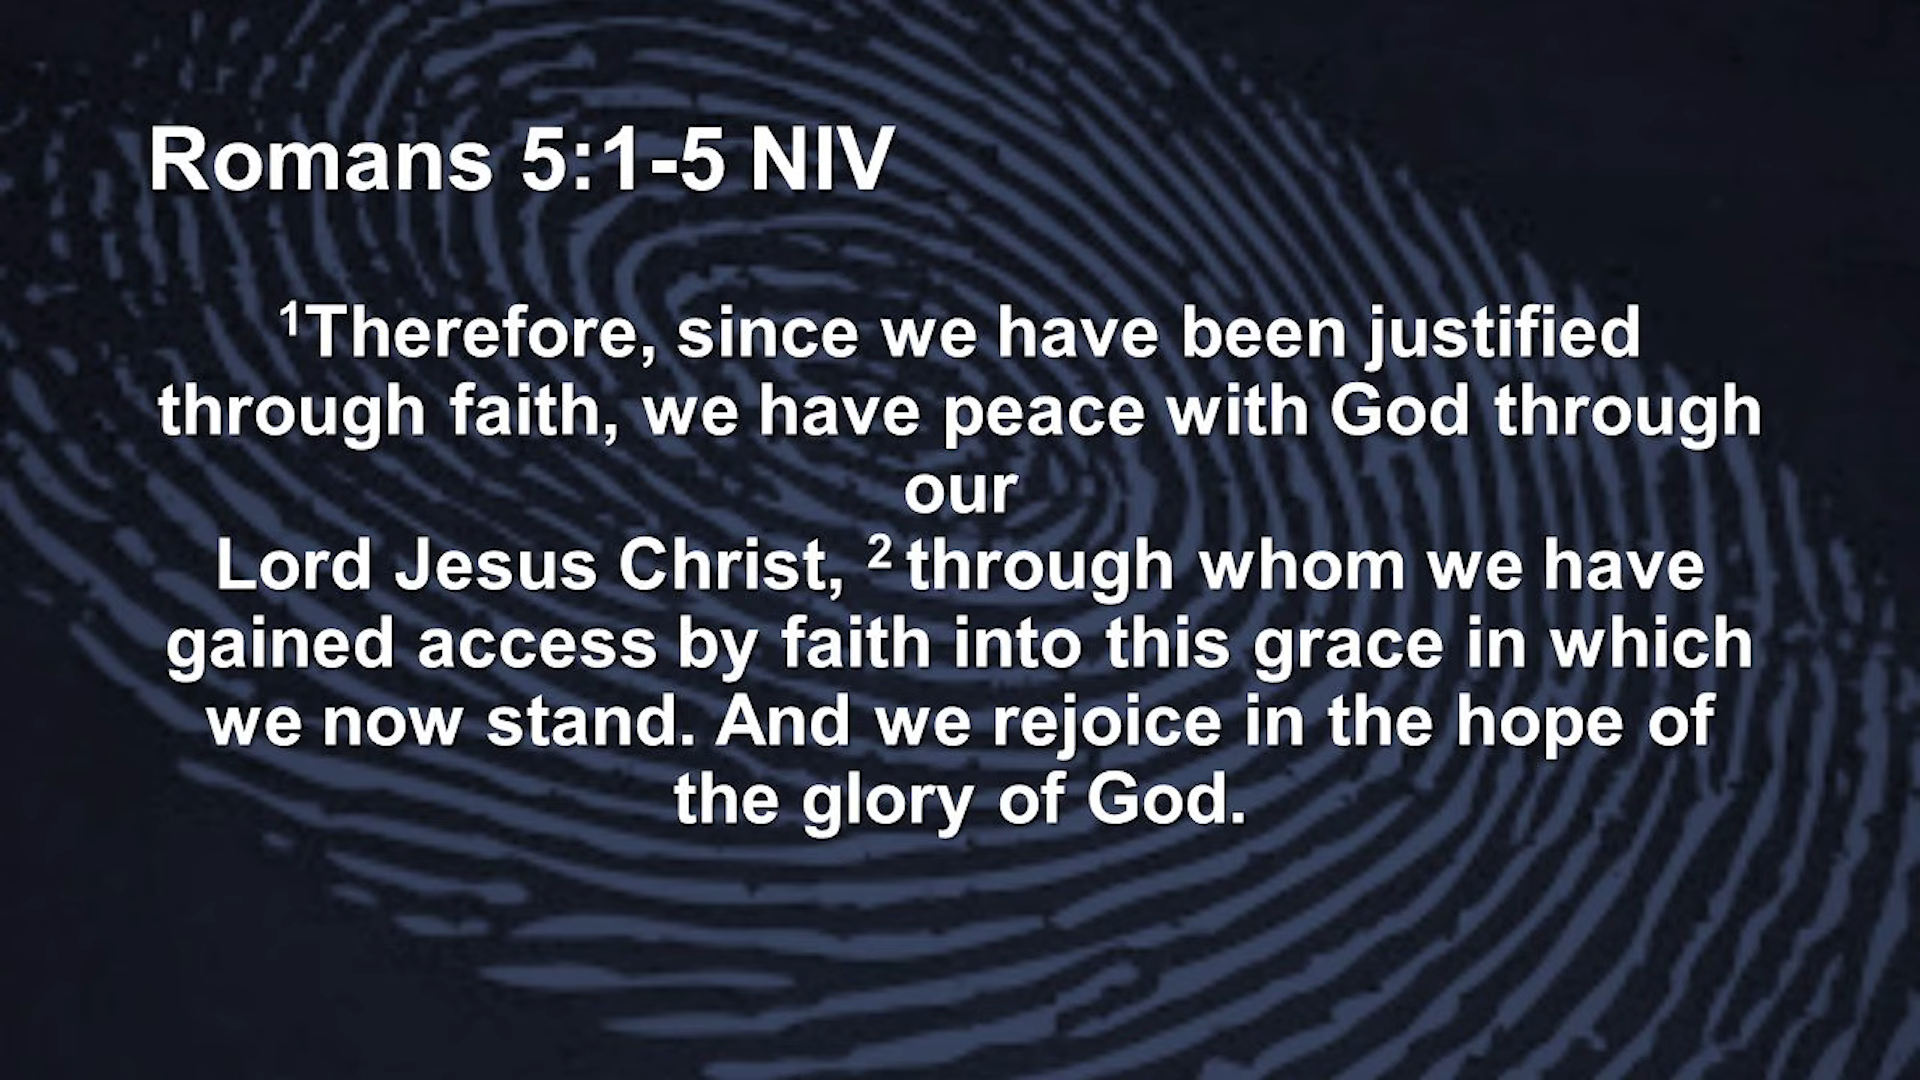 Romans 5:1-5 NIV
¹Therefore, since we have been justified
through faith, we have peace with God through
our
Lord Jesus Christ, ² through whom we have
gained access by faith into this grace in which
we now stand. And we rejoice in the hope of
the glory of God.